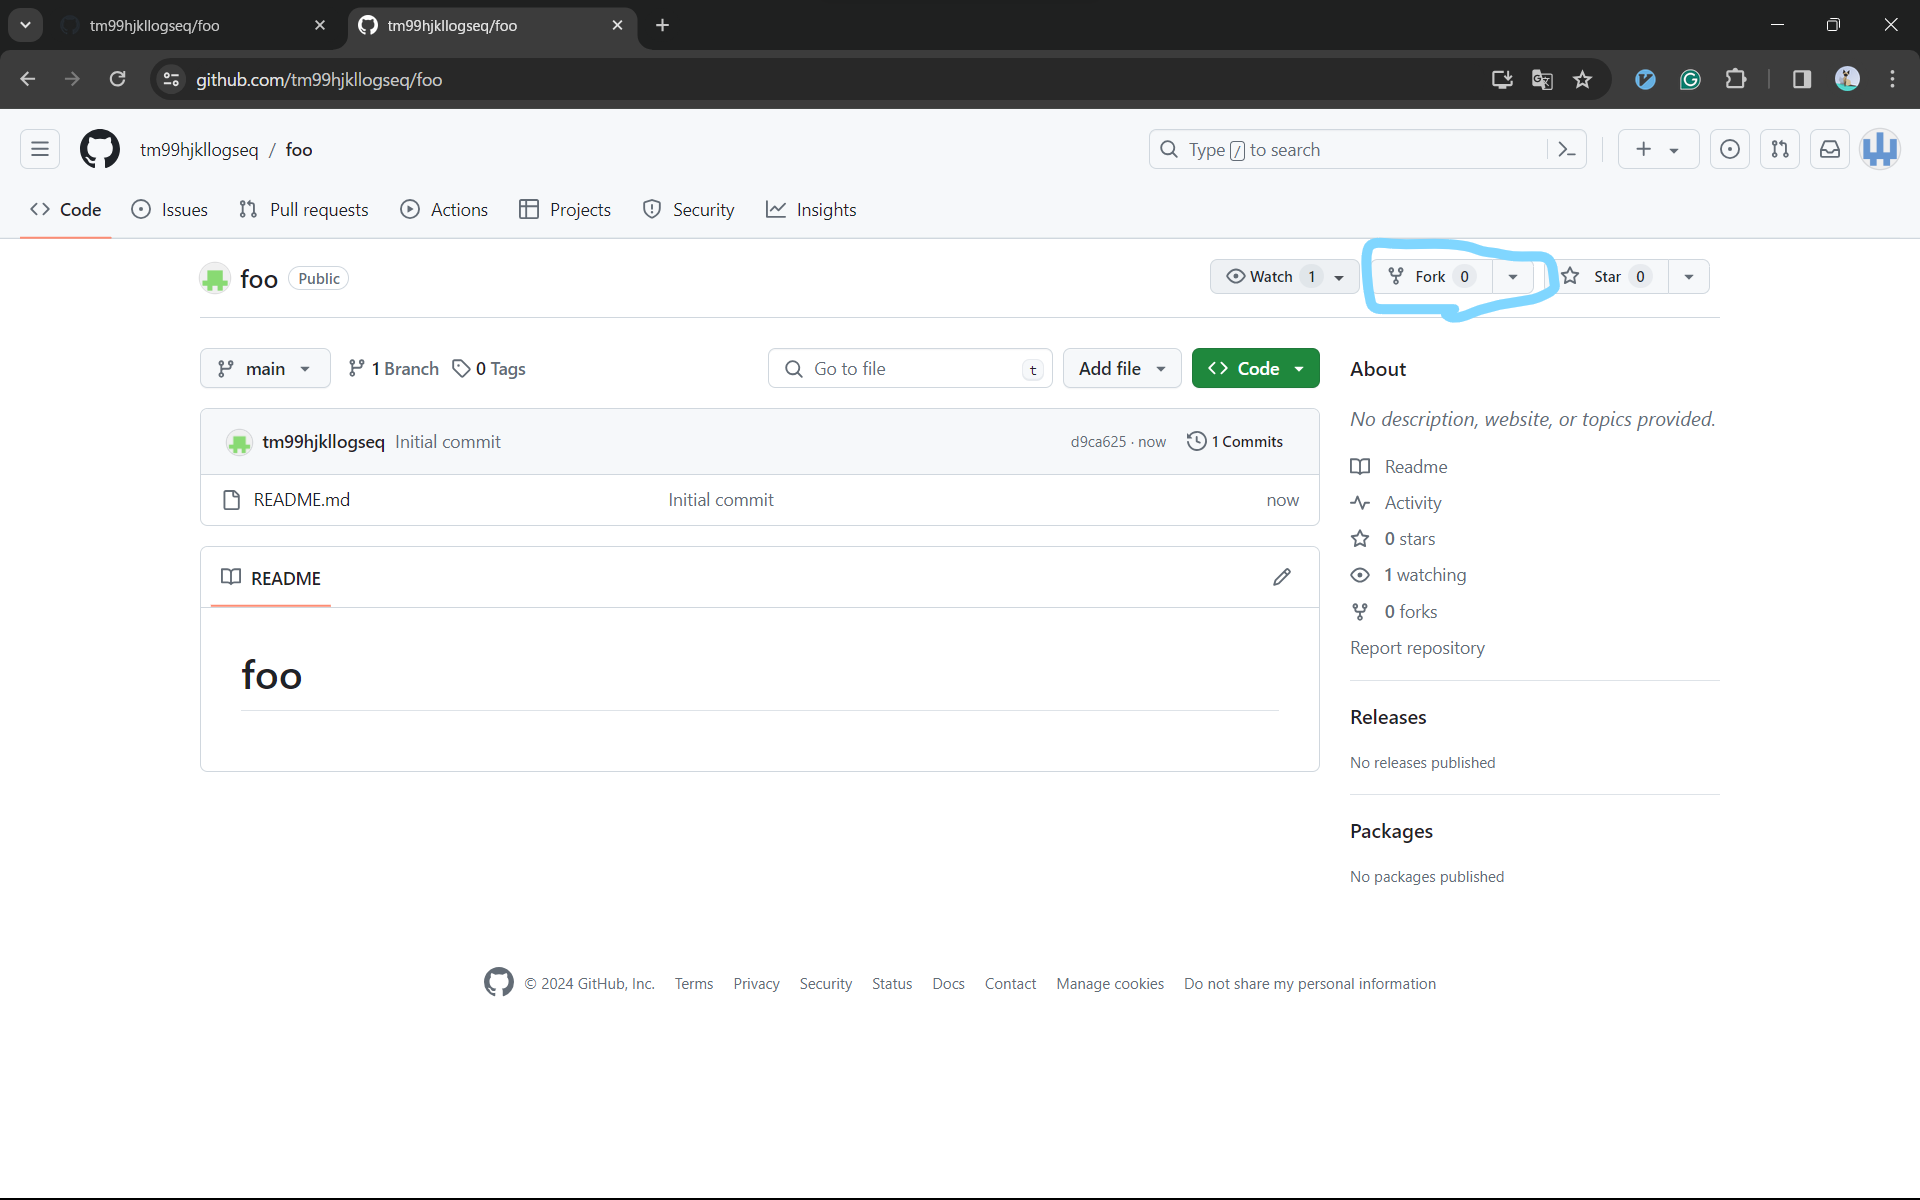 tm99hjkllogseq/foo
tm99hjkllogseq/foo
github.com/tm99hjkllogseq/foo
tm99hjkllogseq / foo
Type / to search
Code Issues Pull requests Actions Projects Security Insights
foo Public
Watch 1 Fork 0 Star 0
main 1 Branch 0 Tags Go to file t Add file Code
tm99hjkllogseq Initial commit d9ca625 · now 1 Commits
README.md Initial commit now
README
foo
About
No description, website, or topics provided.
Readme
Activity
0 stars
1 watching
0 forks
Report repository
Releases
No releases published
Packages
No packages published
© 2024 GitHub, Inc. Terms Privacy Security Status Docs Contact Manage cookies Do not share my personal information